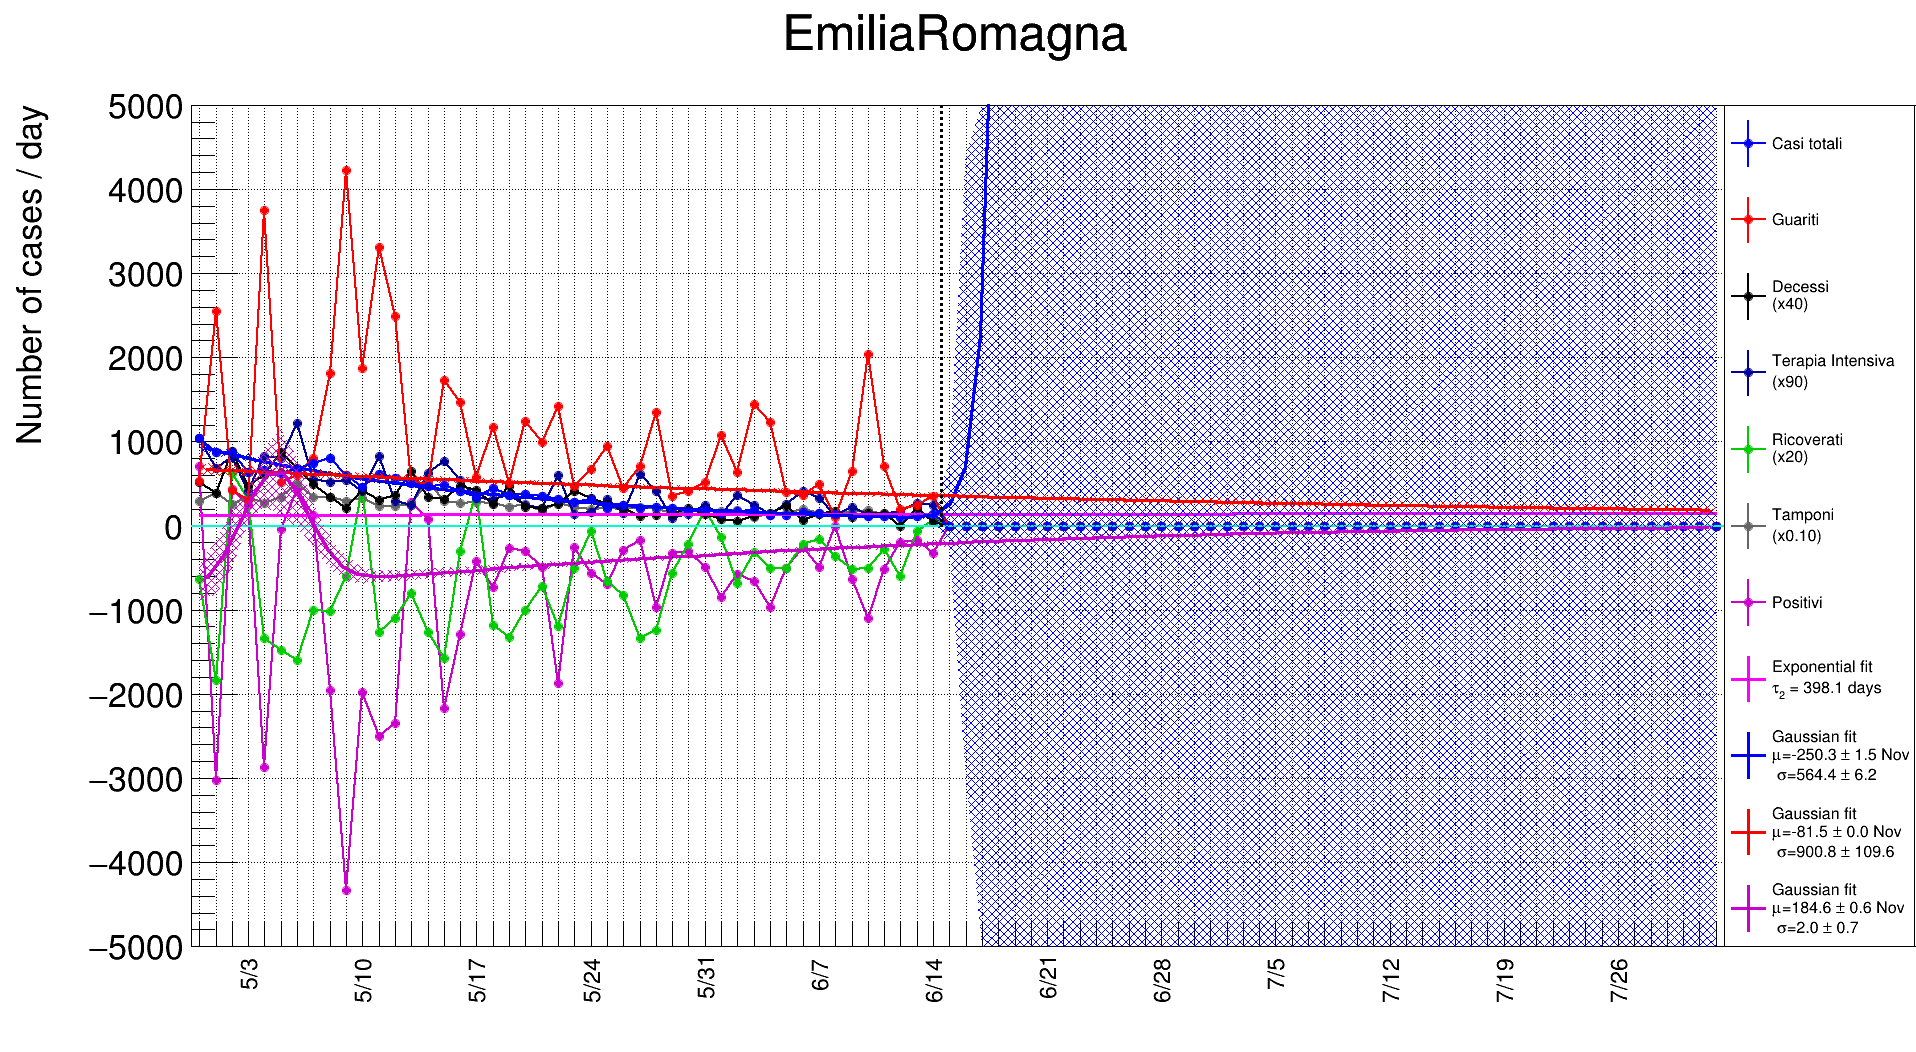 EmiliaRomagna
Number of cases / day
5000
4000
3000
2000
1000
0
−1000
−2000
−3000
−4000
−5000
5/3
5/10
5/17
5/24
5/31
6/7
6/14
6/21
6/28
7/5
7/12
7/19
7/26
Casi totali
Guariti
Decessi
(x40)
Terapia Intensiva
(x90)
Ricoverati
(x20)
Tamponi
(x0.10)
Positivi
Exponential fit
τ2 = 398.1 days
Gaussian fit
μ=-250.3 ± 1.5 Nov
σ=564.4 ± 6.2
Gaussian fit
μ=-81.5 ± 0.0 Nov
σ=900.8 ± 109.6
Gaussian fit
μ=184.6 ± 0.6 Nov
σ=2.0 ± 0.7